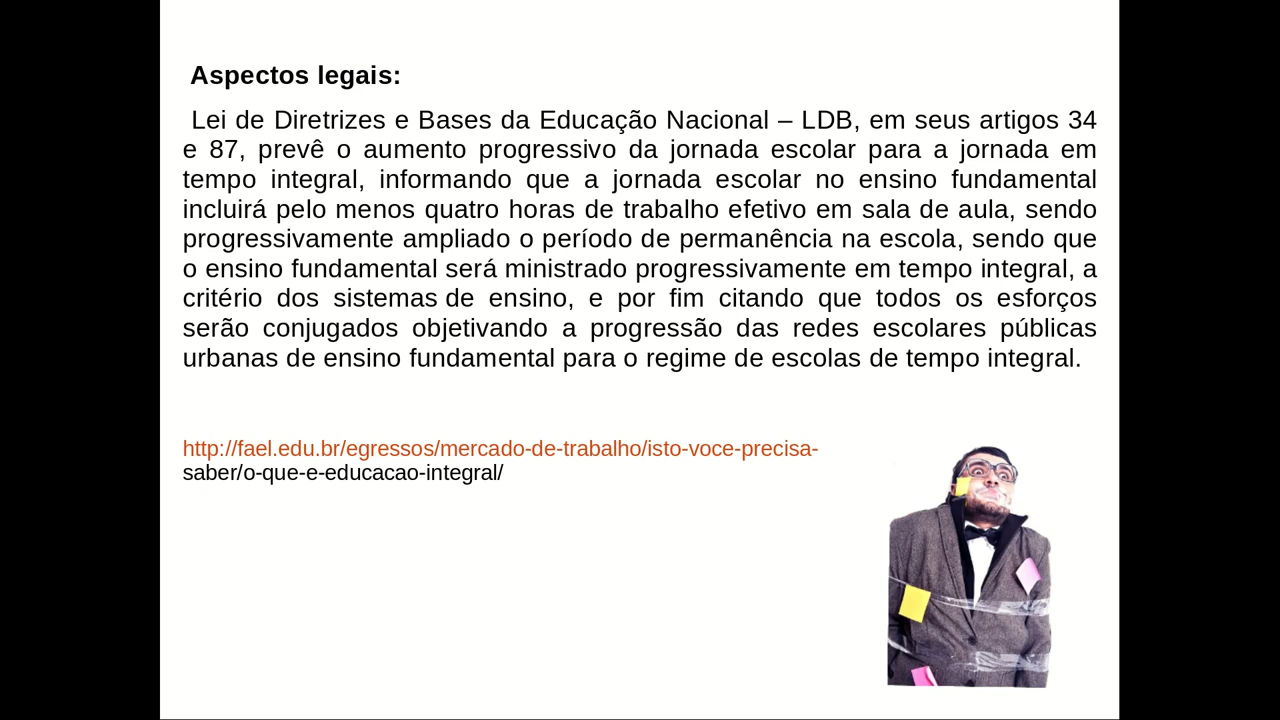 Aspectos legais:
Lei de Diretrizes e Bases da Educação Nacional – LDB, em seus artigos 34
e 87, prevê o aumento progressivo da jornada escolar para a jornada em
tempo integral, informando que a jornada escolar no ensino fundamental
incluirá pelo menos quatro horas de trabalho efetivo em sala de aula, sendo
progressivamente ampliado o período de permanência na escola, sendo que
o ensino fundamental será ministrado progressivamente em tempo integral, a
critério dos sistemas de ensino, e por fim citando que todos os esforços
serão conjugados objetivando a progressão das redes escolares públicas
urbanas de ensino fundamental para o regime de escolas de tempo integral.
http://fael.edu.br/egressos/mercado-de-trabalho/isto-voce-precisa-
saber/o-que-e-educacao-integral/